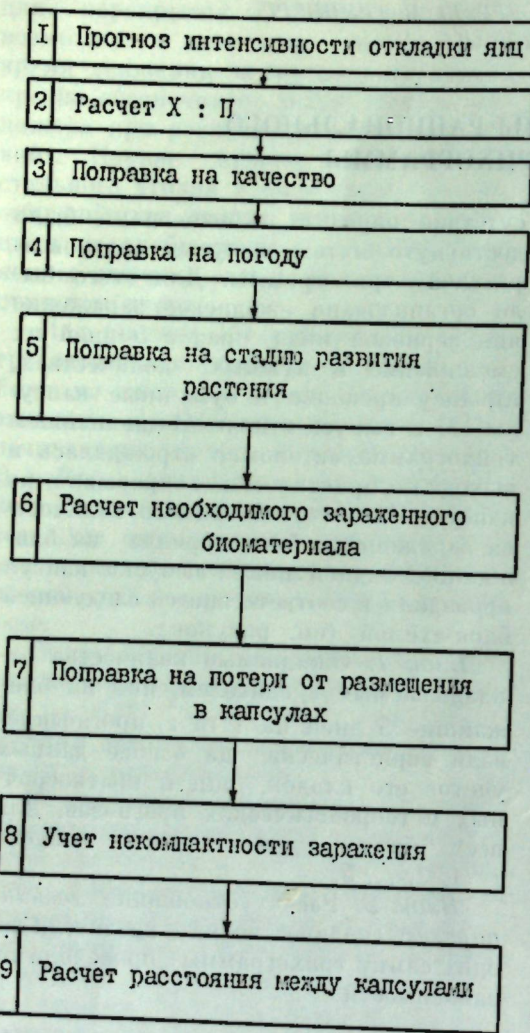 1 Прогноз интенсивности откладки яиц
2 Расчет Х : П
3 Поправка на качество
4 Поправка на погоду
5 Поправка на стадию развития
растения
6 Расчет необходимого зараженного
биоматериала
7 Поправка на потери от размещения
в капсулах
8 Учет некомпактности заражения
9 Расчет расстояния между капсулами